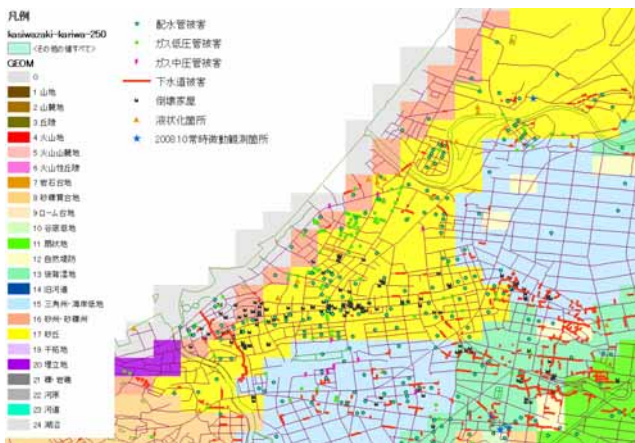 凡例
kasiwazaki-kariwa-250
<その他の値すべて>
GEOM
0
1 山地
2 山麓地
3 丘陵
4 火山地
5 火山山麓地
6 火山性丘陵
7 岩石台地
8 砂礫質台地
9 ローム台地
10 谷底低地
11 扇状地
12 自然堤防
13 後背湿地
14 旧河道
15 三角州・海岸低地
16 砂州・砂礫州
17 砂丘
19 干拓地
20 埋立地
21 磯・岩礁
22 河原
23 河道
24 湖沼
配水管被害
ガス低圧管被害
ガス中圧管被害
下水道被害
倒壊家屋
液状化箇所
200810常時微動観測箇所